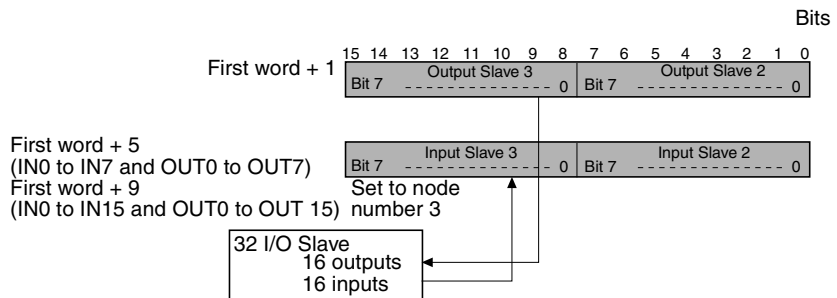 Bits
15 14 13 12 11 10 9 8 7 6 5 4 3 2 1 0
First word + 1
Output Slave 3
Output Slave 2
Bit 7 0 Bit 7 0
First word + 5
(IN0 to IN7 and OUT0 to OUT7)
Input Slave 3
Input Slave 2
Bit 7 0 Bit 7 0
First word + 9
(IN0 to IN15 and OUT0 to OUT 15)
Set to node
number 3
32 I/O Slave
16 outputs
16 inputs